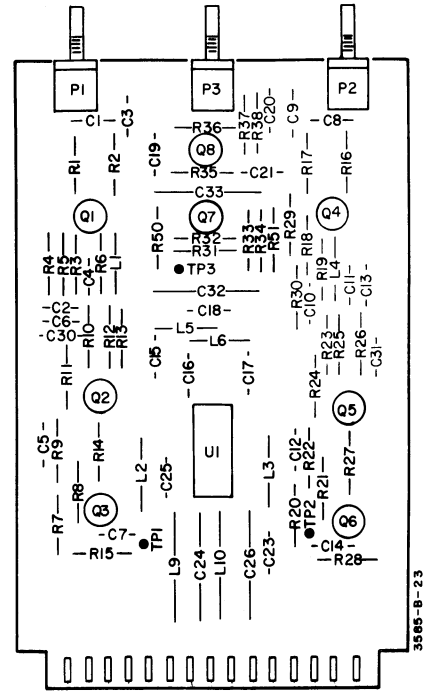 P1
P3
P2
C1
C3
R36
R37
R38
C20
C9
C8
Q8
C19
R1
R2
R35
C21
R17
R16
C33
Q1
Q7
Q4
R50
R32
R31
R33
R34
R51
R29
R18
TP3
R4
R5
R3
C4
R6
L1
R19
L4
C11
C13
C32
R30
C10
C2
C6
C30
R10
R12
R13
C18
L5
L6
C15
C16
C17
R23
R25
R26
C31
R11
R24
Q2
Q5
C5
R9
R14
U1
C12
R22
R27
L2
C25
L3
R8
R21
R7
Q3
R20
TP2
Q6
C7
TP1
R15
C14
R28
L9
C24
L10
C26
C23
3585-B-23